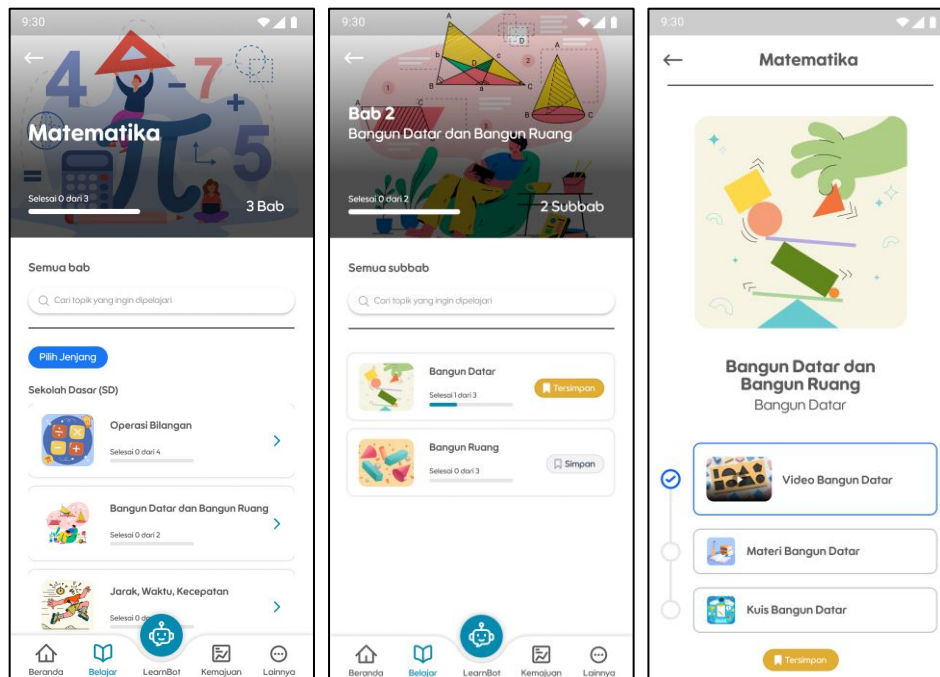 9:30
Matematika
Selesai 0 dari 3
3 Bab
Semua bab
Cari topik yang ingin dipelajari
Pilih Jenjang
Sekolah Dasar (SD)
Operasi Bilangan
Selesai 0 dari 4
Bangun Datar dan Bangun Ruang
Selesai 0 dari 2
Jarak, Waktu, Kecepatan
Selesai 0
Beranda
Belajar
LearnBot
Kemajuan
Lainnya
9:30
Bab 2
Bangun Datar dan Bangun Ruang
Selesai 0 dari 2
2 Subbab
Semua subbab
Cari topik yang ingin dipelajari
Bangun Datar
Selesai 1 dari 3
Tersimpan
Bangun Ruang
Selesai 0 dari 3
Simpan
Beranda
Belajar
LearnBot
Kemajuan
Lainnya
9:30
Matematika
Bangun Datar dan
Bangun Ruang
Bangun Datar
Video Bangun Datar
Materi Bangun Datar
Kuis Bangun Datar
Tersimpan